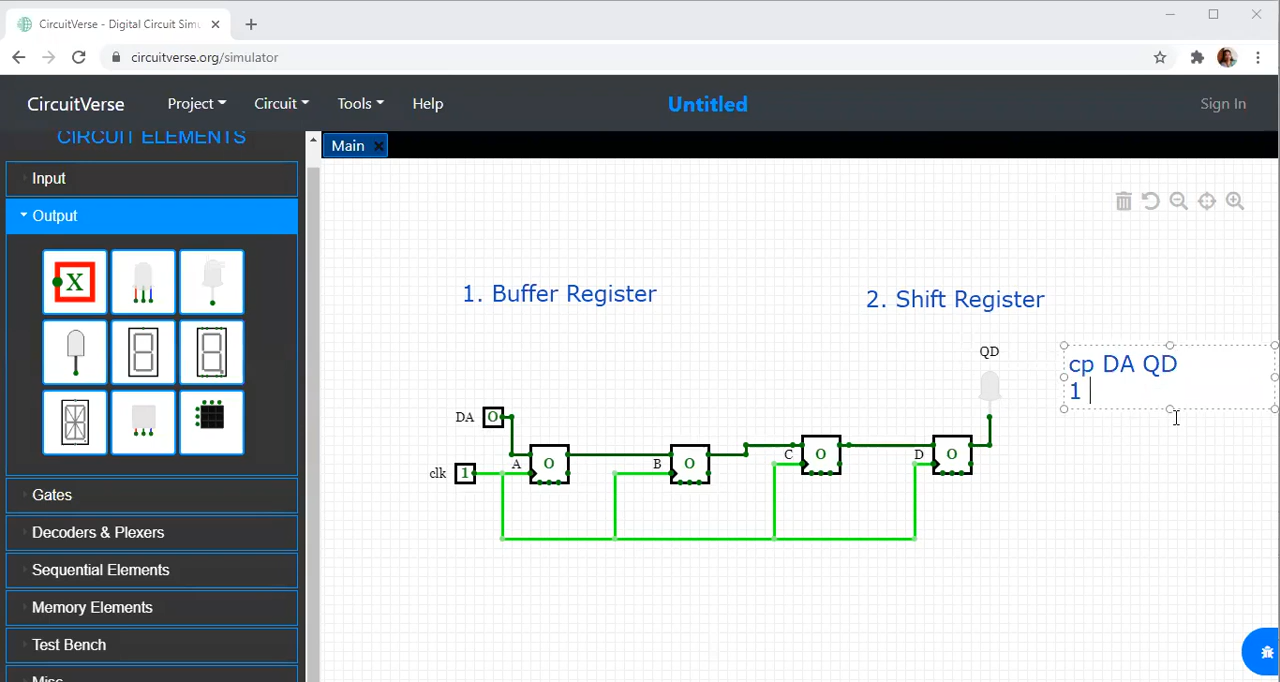 CircuitVerse - Digital Circuit Simu
circuitverse.org/simulator
CircuitVerse Project Circuit Tools Help Untitled Sign In
CIRCUIT ELEMENTS
Main
Input
Output
X
Gates
Decoders & Plexers
Sequential Elements
Memory Elements
Test Bench
Misc
1. Buffer Register
2. Shift Register
QD
cp DA QD
1
DA 0
A 0 B 0 C 0 D 0
clk 1